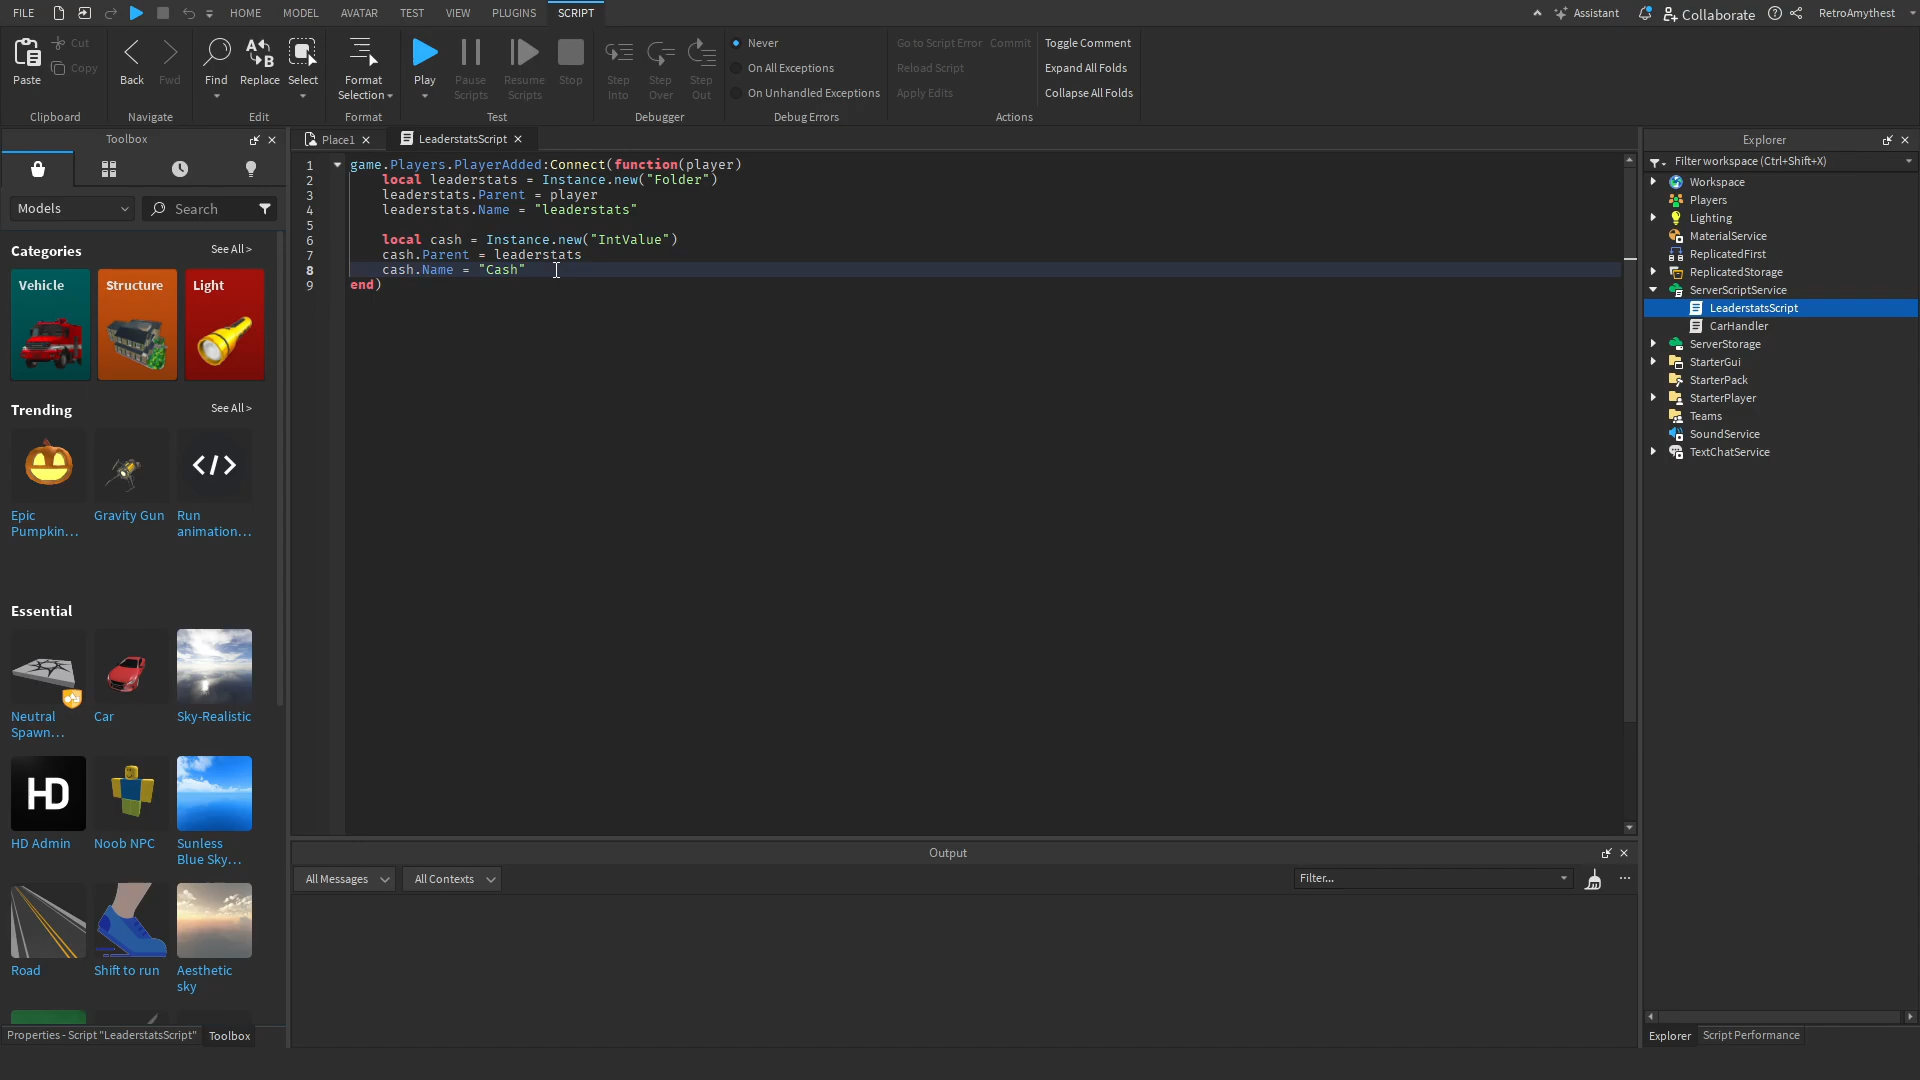 FILE HOME MODEL AVATAR TEST VIEW PLUGINS SCRIPT Assistant Collaborate RetroAmythest
Paste Cut Copy Back Fwd Find Replace Select Format Selection Play Pause Scripts Resume Scripts Stop Step Into Step Over Step Out
Never Go to Script Error Commit Toggle Comment
On All Exceptions Reload Script Expand All Folds
On Unhandled Exceptions Apply Edits Collapse All Folds
Clipboard Navigate Edit Format Test Debugger Debug Errors Actions
Toolbox
Models Search
Categories See All >
Vehicle Structure Light
Trending See All >
Epic Pumpkin... Gravity Gun Run animation...
Essential
Neutral Spawn... Car Sky-Realistic
HD
HD Admin Noob NPC Sunless Blue Sky...
Road Shift to run Aesthetic sky
Properties - Script "LeaderstatsScript" Toolbox
Place1 LeaderstatsScript
1 game.Players.PlayerAdded:Connect(function(player)
2 local leaderstats = Instance.new("Folder")
3 leaderstats.Parent = player
4 leaderstats.Name = "leaderstats"
5
6 local cash = Instance.new("IntValue")
7 cash.Parent = leaderstats
8 cash.Name = "Cash"
9 end)
Output
All Messages All Contexts Filter...
Explorer
Filter workspace (Ctrl+Shift+X)
Workspace
Players
Lighting
MaterialService
ReplicatedFirst
ReplicatedStorage
ServerScriptService
LeaderstatsScript
CarHandler
ServerStorage
StarterGui
StarterPack
StarterPlayer
Teams
SoundService
TextChatService
Explorer Script Performance